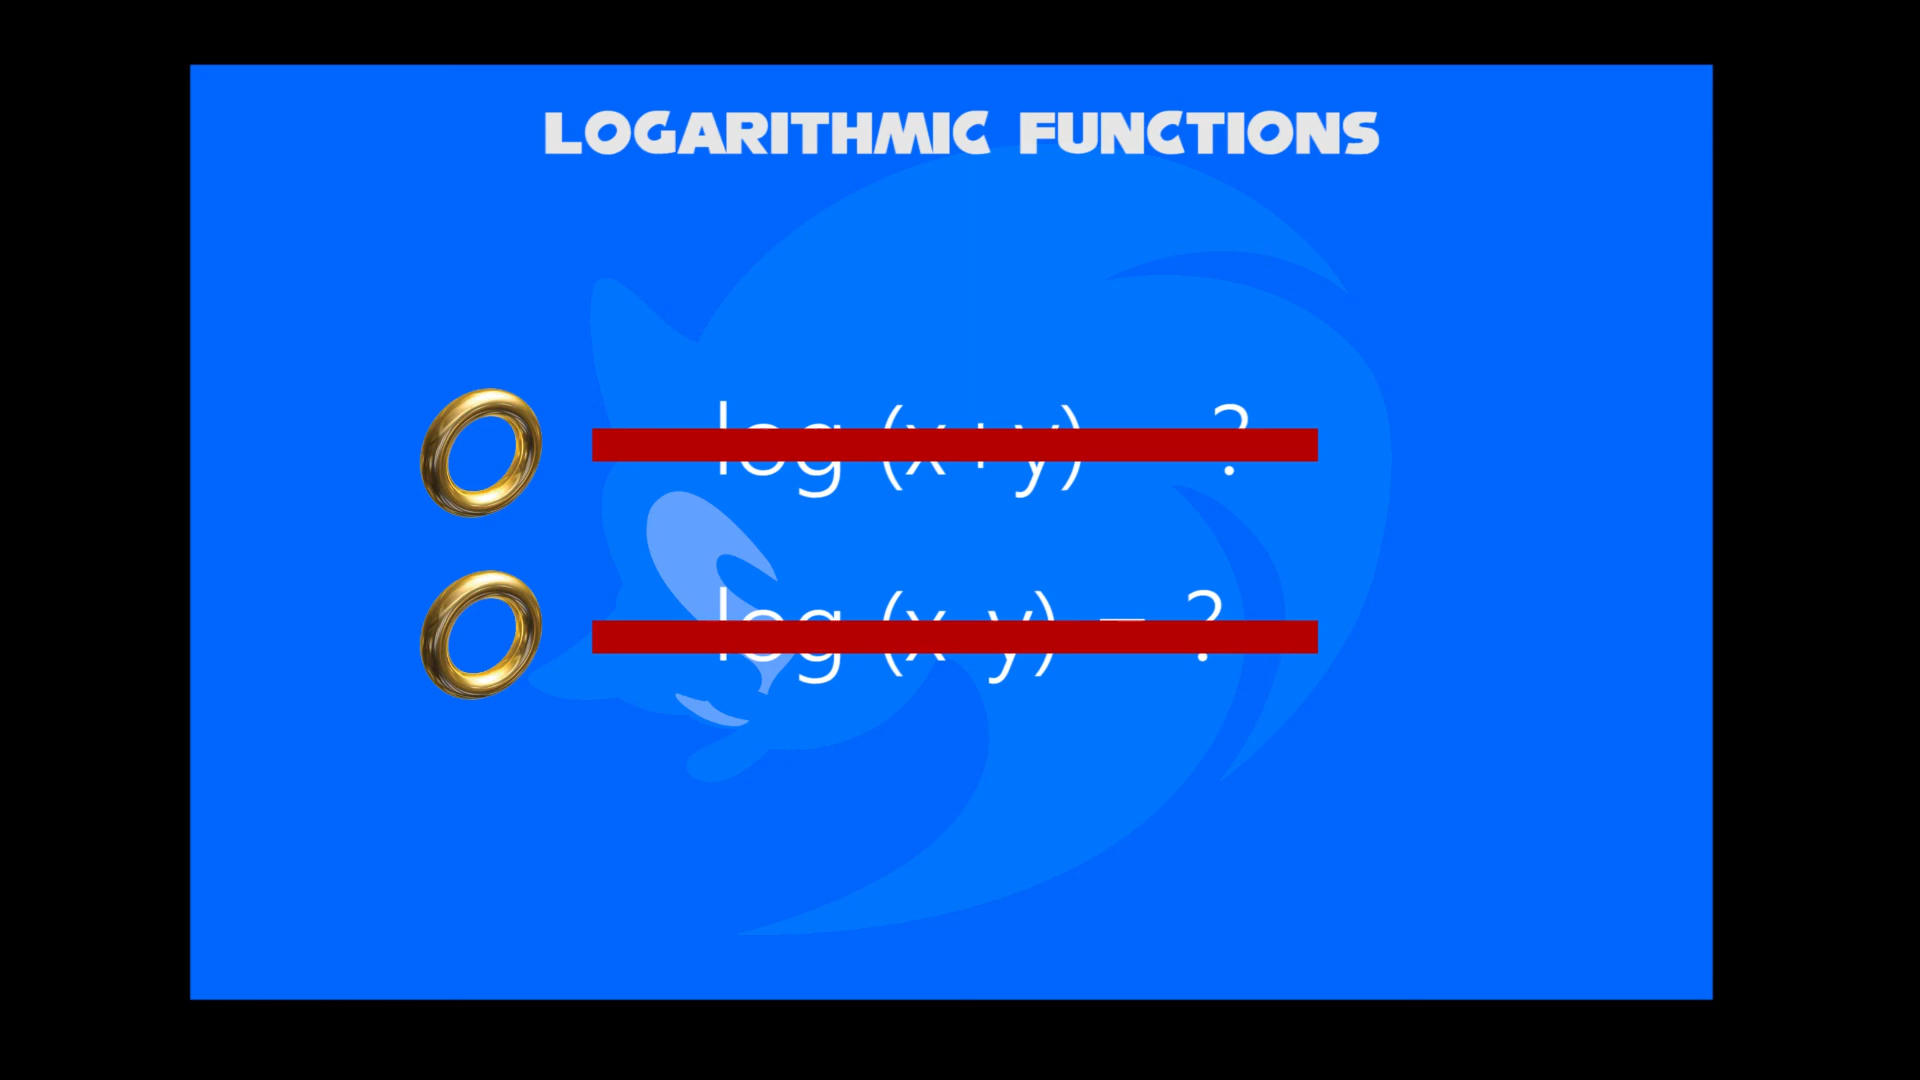 LOGARITHMIC FUNCTIONS
log (x+y) = ?
log (x-y) = ?